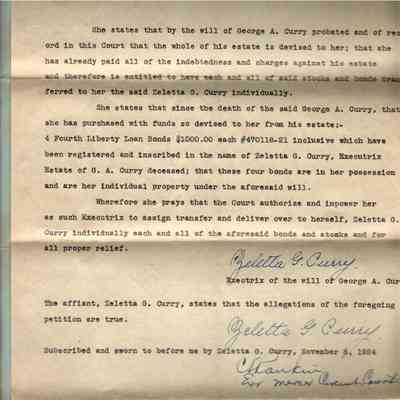 She states that by the will of George A. Curry probated and of rec
ord in this Court that the whole of his estate is devised to her; that she
has already paid all of the indebtedness and charges against his estate
and therefore is entitled to have each and all of said stocks and bonds tran
ferred to her the said Zeletta G. Curry individually.
She states that since the death of the said George A. Curry, that
she has purchased with funds so devised to her from his estate;-
4 Fourth Liberty Loan Bonds $1000.00 each #470118-21 inclusive which have
been registered and inscribed in the name of Zeletta G. Curry, Executrix
Estate of G. A. Curry deceased; that these four bonds are in her possession
and are her individual property under the aforesaid will.
Wherefore she prays that the Court authorize and impower her
as such Executrix to assign transfer and deliver over to herself, Zeletta G.
Curry individually each and all of the aforesaid bonds and stocks and for
all proper relief.
Zeletta G. Curry.
Exectrix of the will of George A. Cur
The affiant, Zeletta G. Curry, states that the allegations of the foregoing
petition are true.
Zeletta G Curry.
Subscribed and sworn to before me by Zeletta G. Curry, November 5, 1924
Mercer Circuit Court